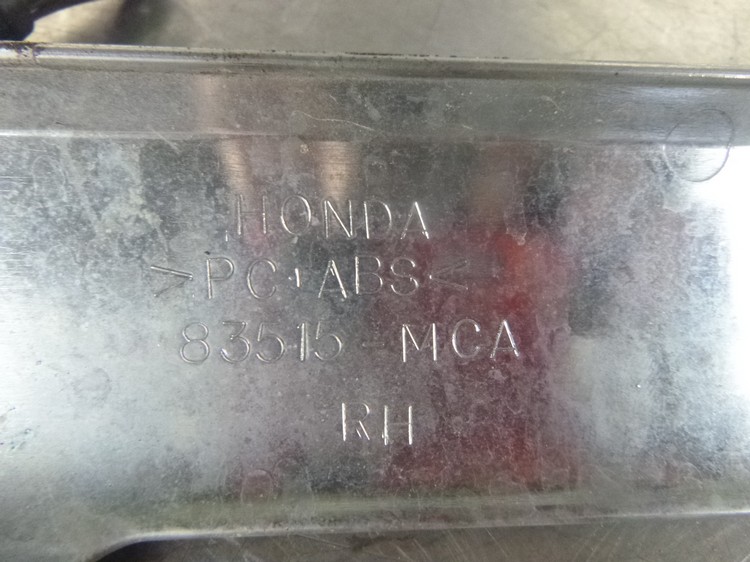 HONDA
>PC+ABS<
83515-MCA
RH